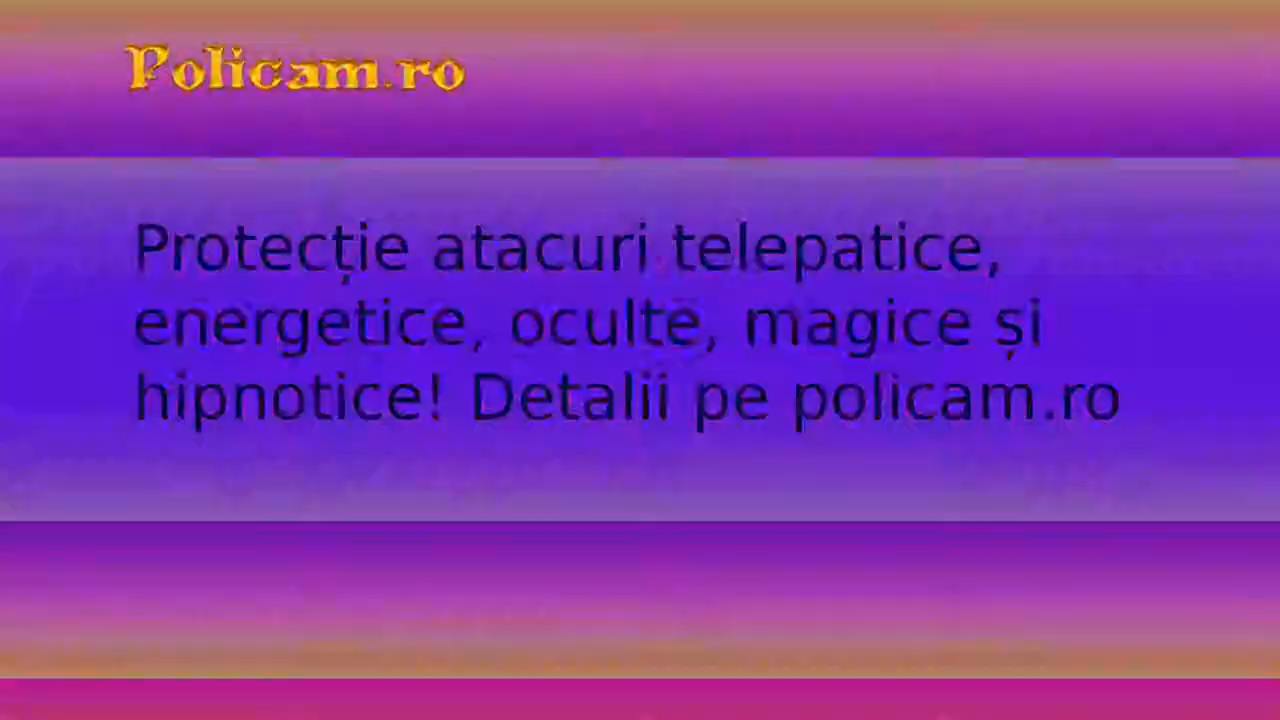 Policam.ro
Protecție atacuri telepatice,
energetice, oculte, magice și
hipnotice! Detalii pe policam.ro